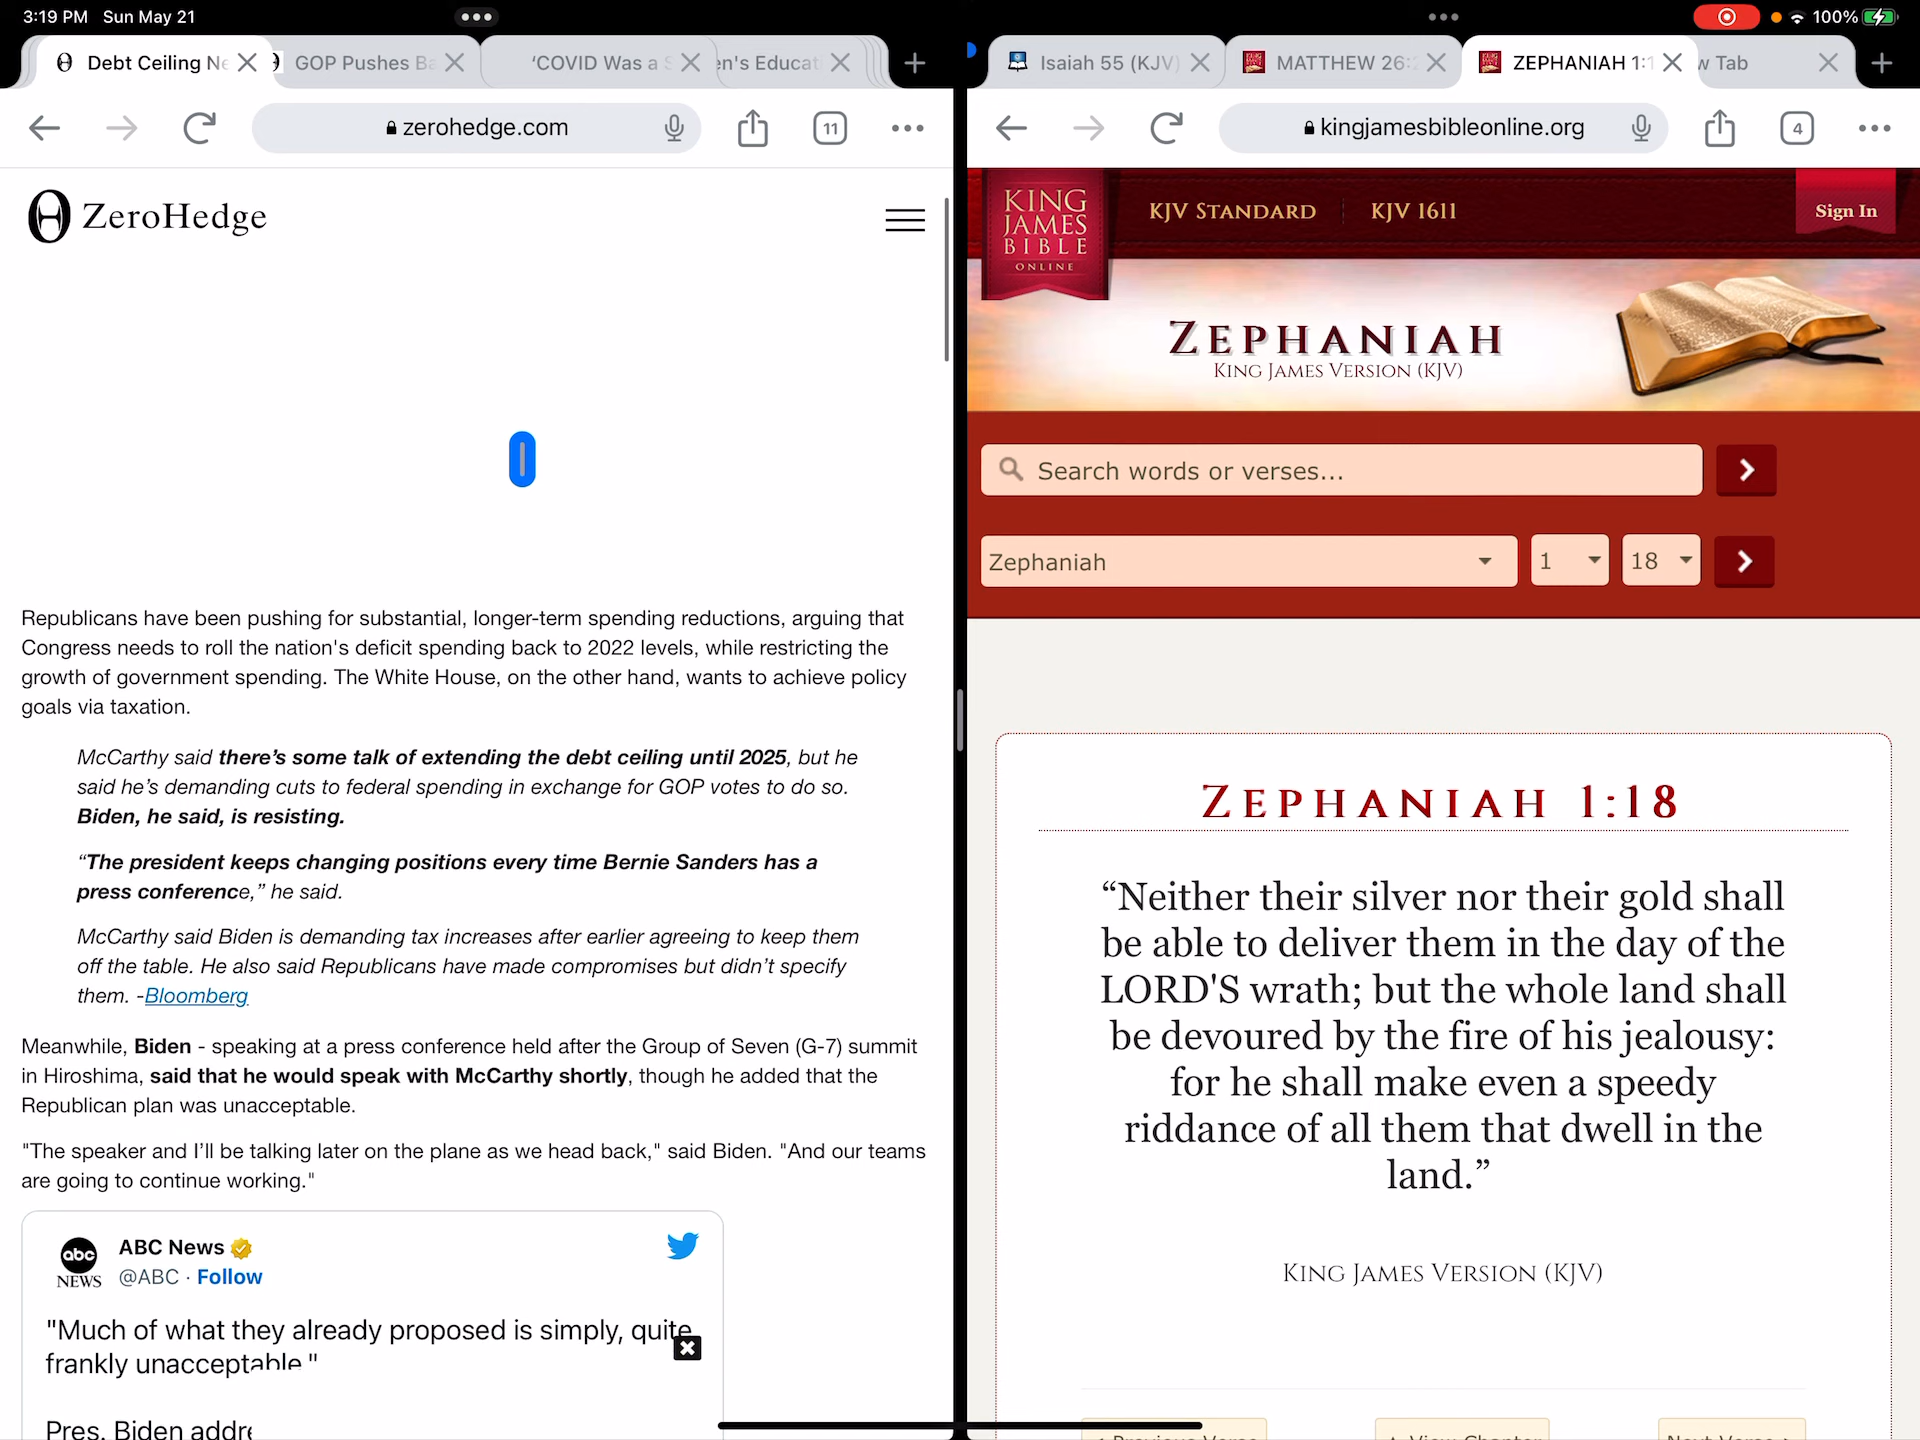 3:19 PM Sun May 21
100%
Debt Ceiling Ne
GOP Pushes Ba
‘COVID Was a S
en's Educat
zerohedge.com
11
ZeroHedge
Republicans have been pushing for substantial, longer-term spending reductions, arguing that
Congress needs to roll the nation's deficit spending back to 2022 levels, while restricting the
growth of government spending. The White House, on the other hand, wants to achieve policy
goals via taxation.
McCarthy said there’s some talk of extending the debt ceiling until 2025, but he
said he’s demanding cuts to federal spending in exchange for GOP votes to do so.
Biden, he said, is resisting.
“The president keeps changing positions every time Bernie Sanders has a
press conference,” he said.
McCarthy said Biden is demanding tax increases after earlier agreeing to keep them
off the table. He also said Republicans have made compromises but didn’t specify
them. -Bloomberg
Meanwhile, Biden - speaking at a press conference held after the Group of Seven (G-7) summit
in Hiroshima, said that he would speak with McCarthy shortly, though he added that the
Republican plan was unacceptable.
"The speaker and I’ll be talking later on the plane as we head back," said Biden. "And our teams
are going to continue working."
abc
NEWS
ABC News
@ABC · Follow
"Much of what they already proposed is simply, quite
frankly unacceptable."
Pres. Biden addre
Isaiah 55 (KJV)
MATTHEW 26:2
ZEPHANIAH 1:1
w Tab
kingjamesbibleonline.org
4
KING
JAMES
BIBLE
ONLINE
KJV STANDARD
KJV 1611
Sign In
ZEPHANIAH
KING JAMES VERSION (KJV)
Search words or verses...
Zephaniah
1
18
ZEPHANIAH 1:18
“Neither their silver nor their gold shall
be able to deliver them in the day of the
LORD'S wrath; but the whole land shall
be devoured by the fire of his jealousy:
for he shall make even a speedy
riddance of all them that dwell in the
land.”
KING JAMES VERSION (KJV)
Previous Verse
View Chapter
Next Verse